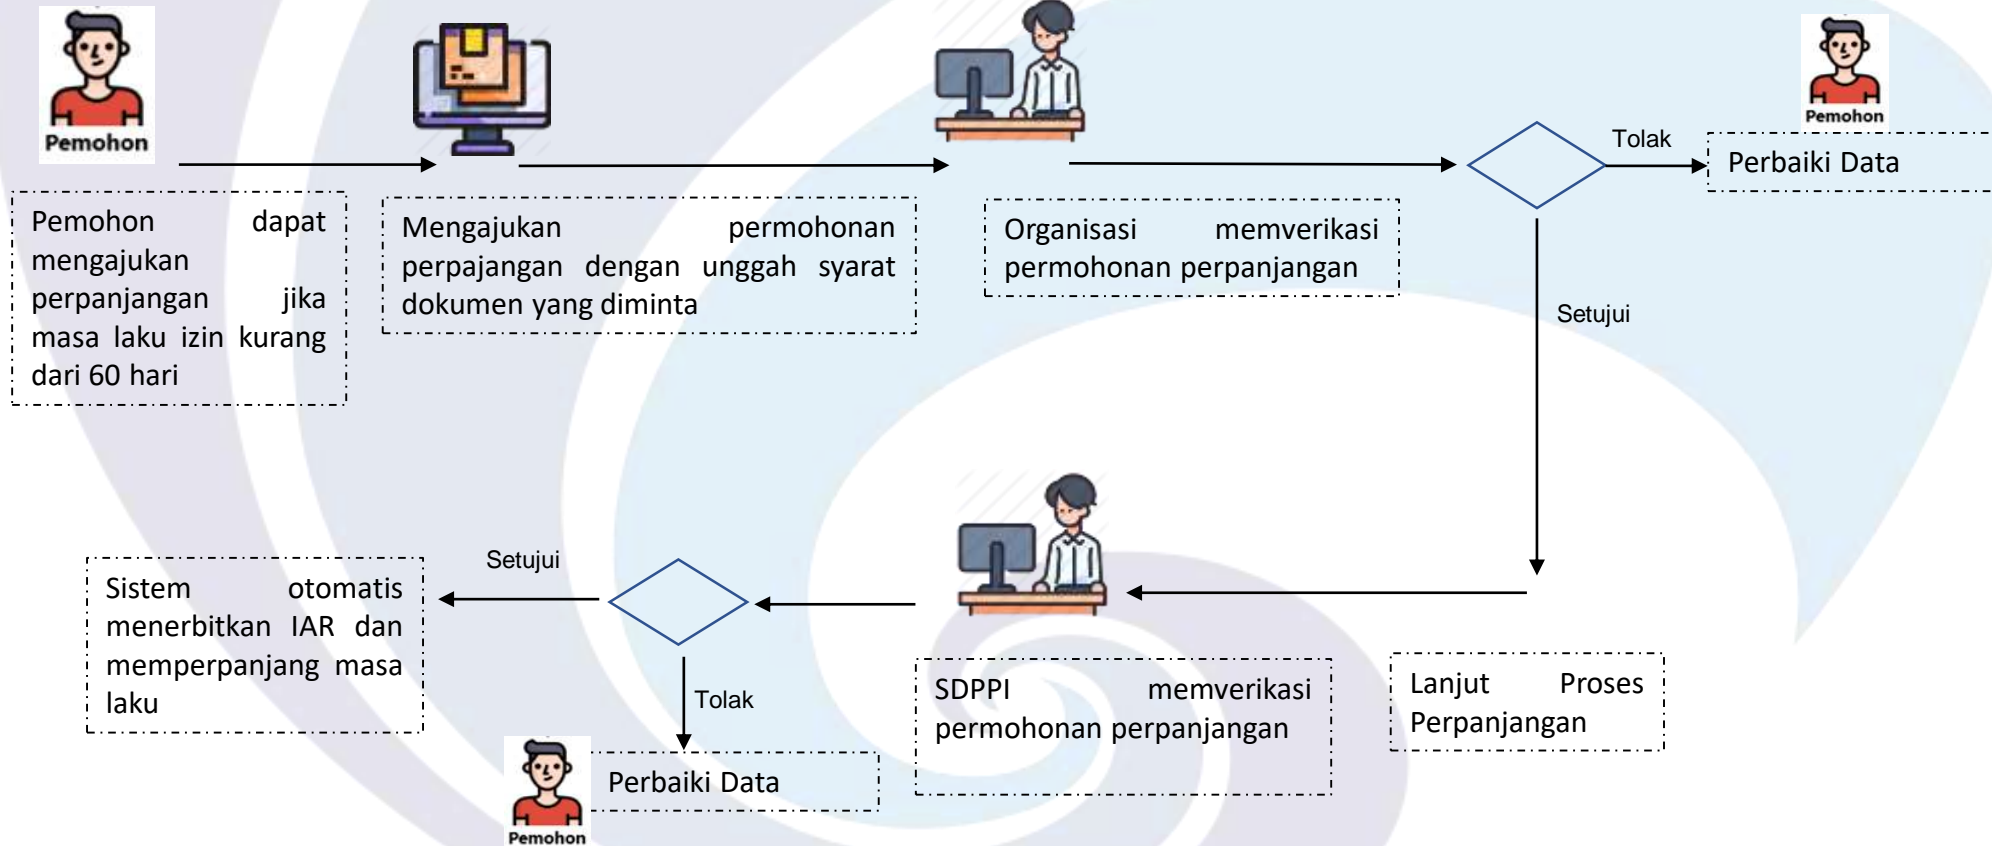 Pemohon
Pemohon dapat
mengajukan
perpanjangan jika
masa laku izin kurang
dari 60 hari
Mengajukan permohonan
perpajangan dengan unggah syarat
dokumen yang diminta
Organisasi memverikasi
permohonan perpanjangan
Tolak
Pemohon
Perbaiki Data
Setujui
Lanjut Proses
Perpanjangan
SDPPI memverikasi
permohonan perpanjangan
Setujui
Sistem otomatis
menerbitkan IAR dan
memperpanjang masa
laku
Tolak
Perbaiki Data
Pemohon